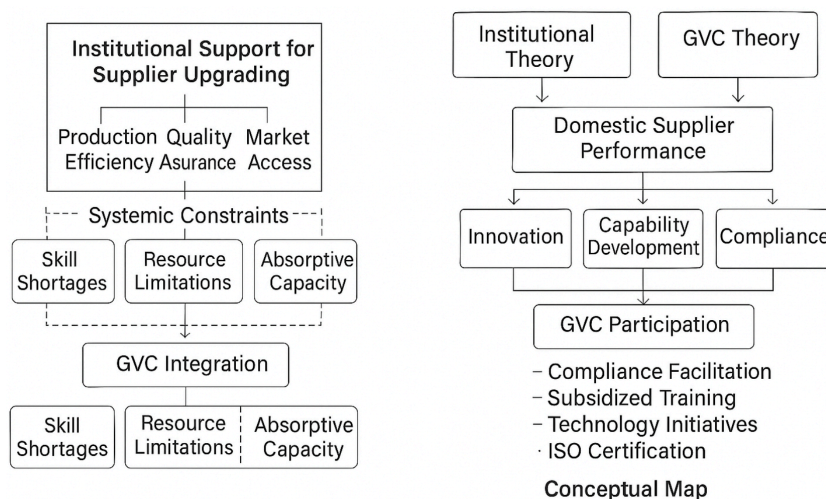 Institutional Support for
Supplier Upgrading
Production
Efficiency
Quality
Asurance
Market
Access
Systemic Constraints
Skill
Shortages
Resource
Limitations
Absorptive
Capacity
GVC Integration
Skill
Shortages
Resource
Limitations
Absorptive
Capacity
Institutional
Theory
GVC Theory
Domestic Supplier
Performance
Innovation
Capability
Development
Compliance
GVC Participation
– Compliance Facilitation
– Subsidized Training
– Technology Initiatives
· ISO Certification
Conceptual Map